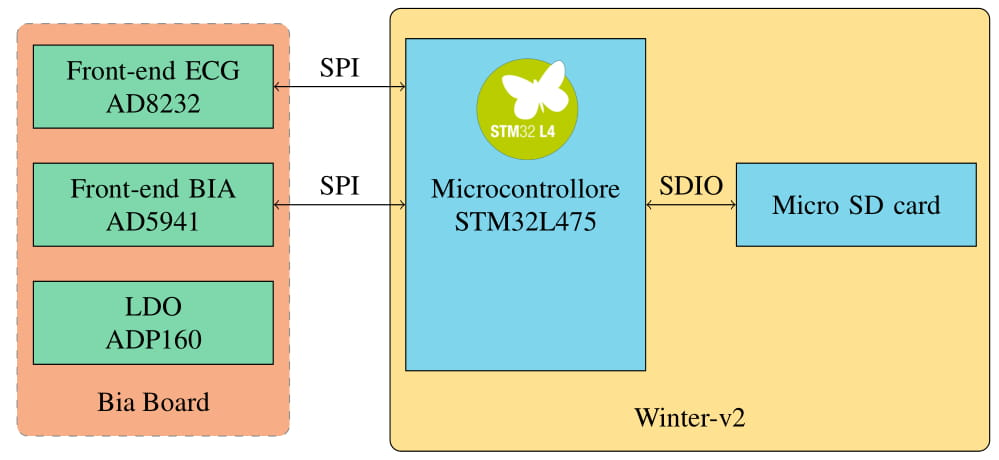 Front-end ECG
AD8232
SPI
STM32 L4
Front-end BIA
AD5941
SPI
Microcontrollore
STM32L475
SDIO
Micro SD card
LDO
ADP160
Bia Board
Winter-v2